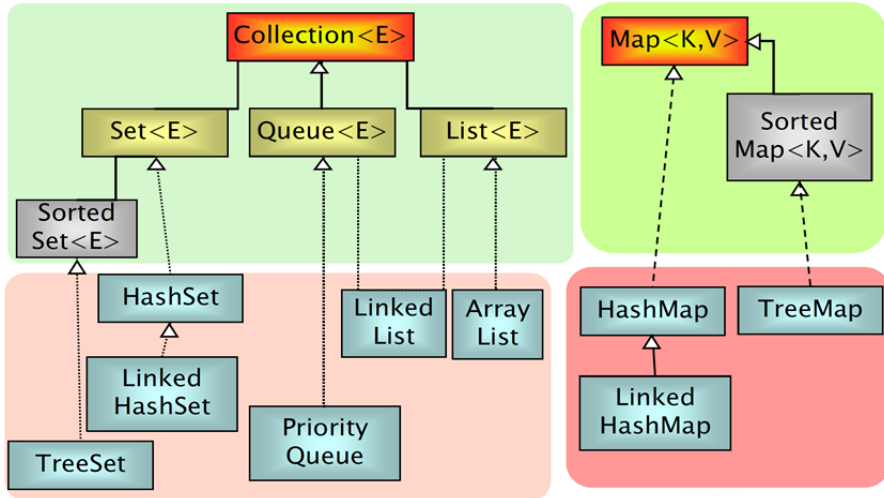 Collection<E>
Map<K,V>
Set<E>
Queue<E>
List<E>
Sorted
Map<K,V>
Sorted
Set<E>
HashSet
Linked
List
Array
List
HashMap
TreeMap
Linked
HashSet
Linked
HashMap
Priority
Queue
TreeSet